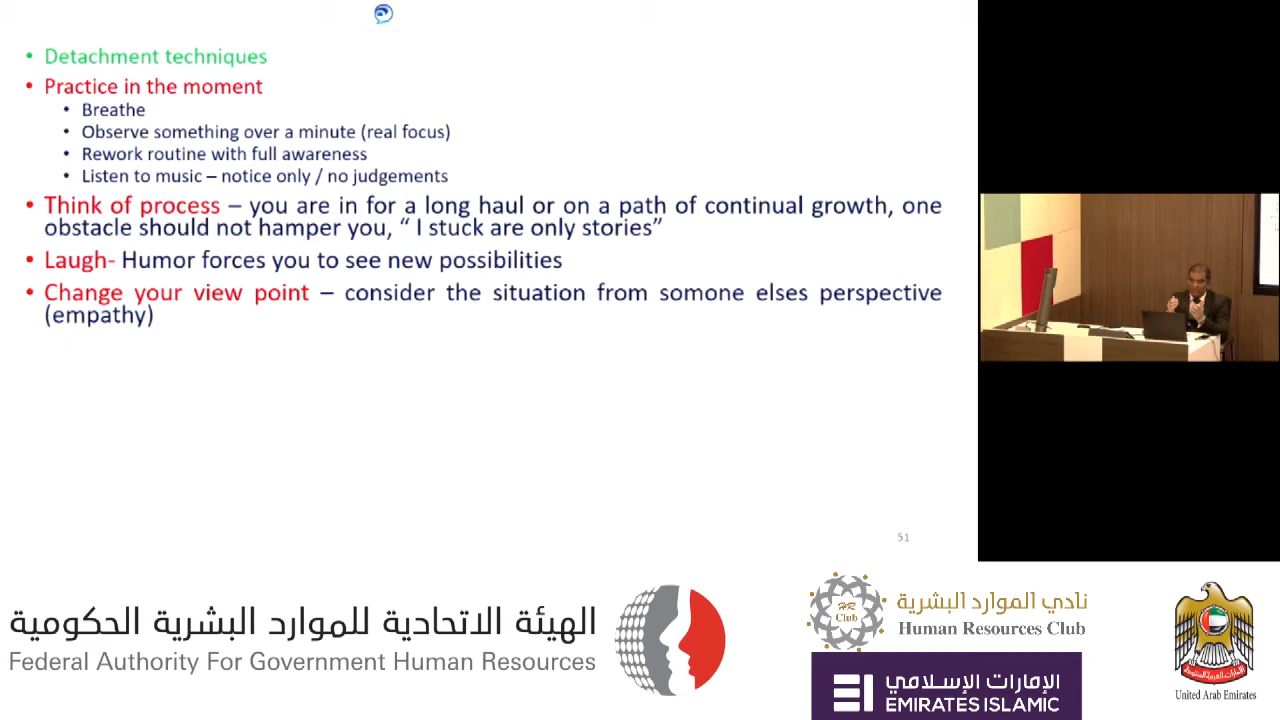 • Detachment techniques
• Practice in the moment
• Breathe
• Observe something over a minute (real focus)
• Rework routine with full awareness
• Listen to music – notice only / no judgements
• Think of process – you are in for a long haul or on a path of continual growth, one
obstacle should not hamper you, “ I stuck are only stories”
• Laugh- Humor forces you to see new possibilities
• Change your view point – consider the situation from somone elses perspective
(empathy)
51
الهيئة الاتحادية للموارد البشرية الحكومية
Federal Authority For Government Human Resources
HR
Club
نادي الموارد البشرية
Human Resources Club
الإمارات الإسلامي
EMIRATES ISLAMIC
United Arab Emirates